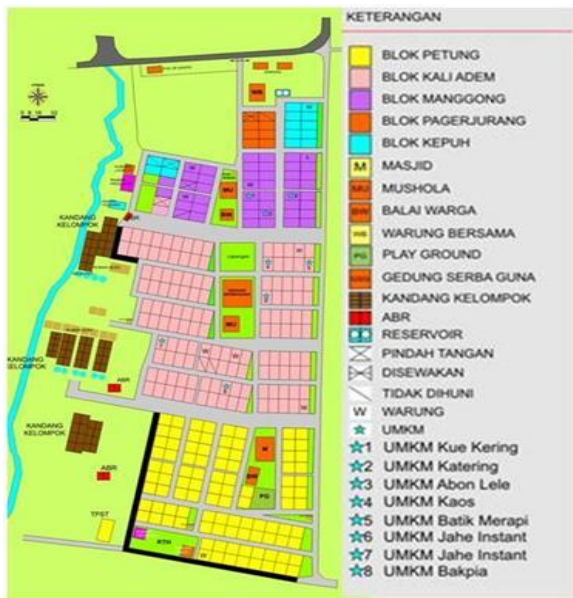 KETERANGAN
BLOK PETUNG
BLOK KALI ADEM
BLOK MANGGONG
BLOK PAGERJURANG
BLOK KEPUH
M MASJID
MU MUSHOLA
BW BALAI WARGA
WB WARUNG BERSAMA
PG PLAY GROUND
GEDUNG SERBA GUNA
KANDANG KELOMPOK
ABR
RESERVOIR
PINDAH TANGAN
DISEWAKAN
TIDAK DIHUNI
W WARUNG
UMKM
1 UMKM Kue Kering
2 UMKM Katering
3 UMKM Abon Lele
4 UMKM Kaos
5 UMKM Batik Merapi
6 UMKM Jahe Instant
7 UMKM Jahe Instant
8 UMKM Bakpia
WB
MU
BW
KANDANG
KELOMPOK
Lapangan
MU
KANDANG
KELOMPOK
ABR
W
W
KANDANG
KELOMPOK
M
ABR
PG
TPST
RTH
W